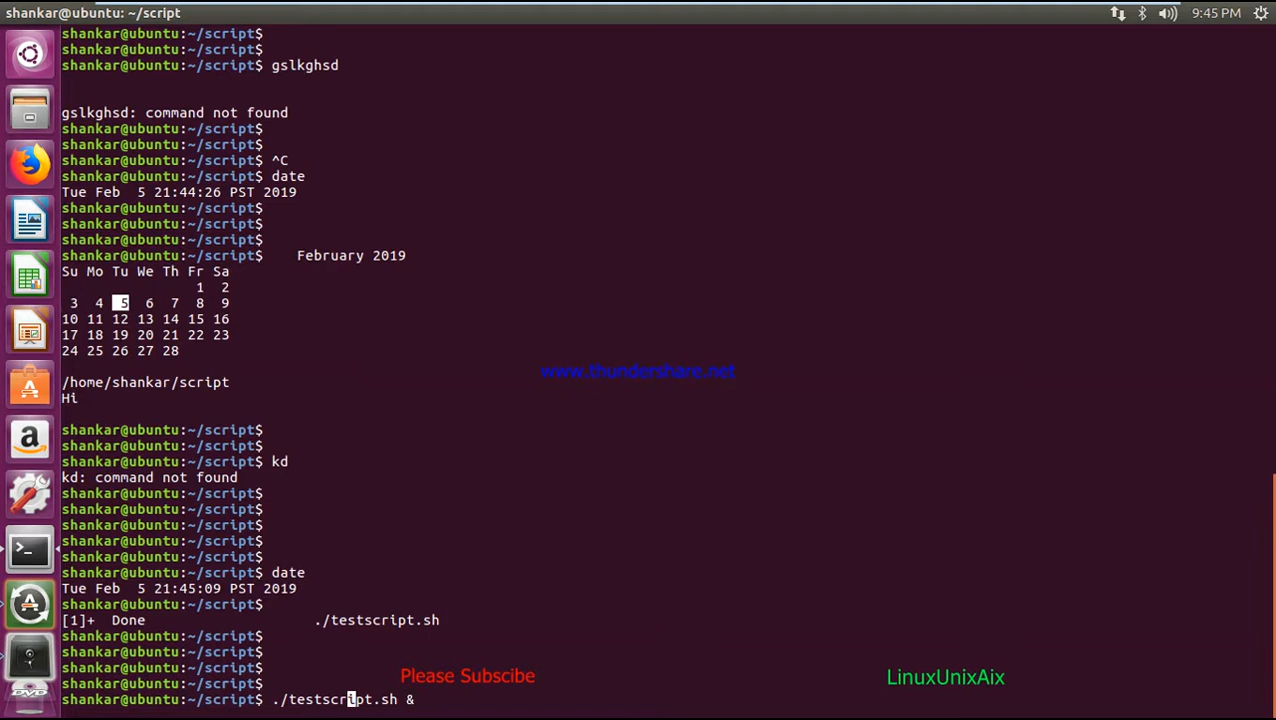 shankar@ubuntu: ~/script
9:45 PM
shankar@ubuntu:~/script$
shankar@ubuntu:~/script$
shankar@ubuntu:~/script$ gslkghsd
gslkghsd: command not found
shankar@ubuntu:~/script$
shankar@ubuntu:~/script$
shankar@ubuntu:~/script$ ^C
shankar@ubuntu:~/script$ date
Tue Feb  5 21:44:26 PST 2019
shankar@ubuntu:~/script$
shankar@ubuntu:~/script$
shankar@ubuntu:~/script$
shankar@ubuntu:~/script$    February 2019
Su Mo Tu We Th Fr Sa
1  2
3  4  5  6  7  8  9
10 11 12 13 14 15 16
17 18 19 20 21 22 23
24 25 26 27 28
www.thundershare.net
/home/shankar/script
Hi
shankar@ubuntu:~/script$
shankar@ubuntu:~/script$
shankar@ubuntu:~/script$ kd
kd: command not found
shankar@ubuntu:~/script$
shankar@ubuntu:~/script$
shankar@ubuntu:~/script$
shankar@ubuntu:~/script$
shankar@ubuntu:~/script$
shankar@ubuntu:~/script$ date
Tue Feb  5 21:45:09 PST 2019
shankar@ubuntu:~/script$
[1]+  Done                    ./testscript.sh
shankar@ubuntu:~/script$
shankar@ubuntu:~/script$
shankar@ubuntu:~/script$
Please Subscibe
LinuxUnixAix
shankar@ubuntu:~/script$
shankar@ubuntu:~/script$ ./testscript.sh &